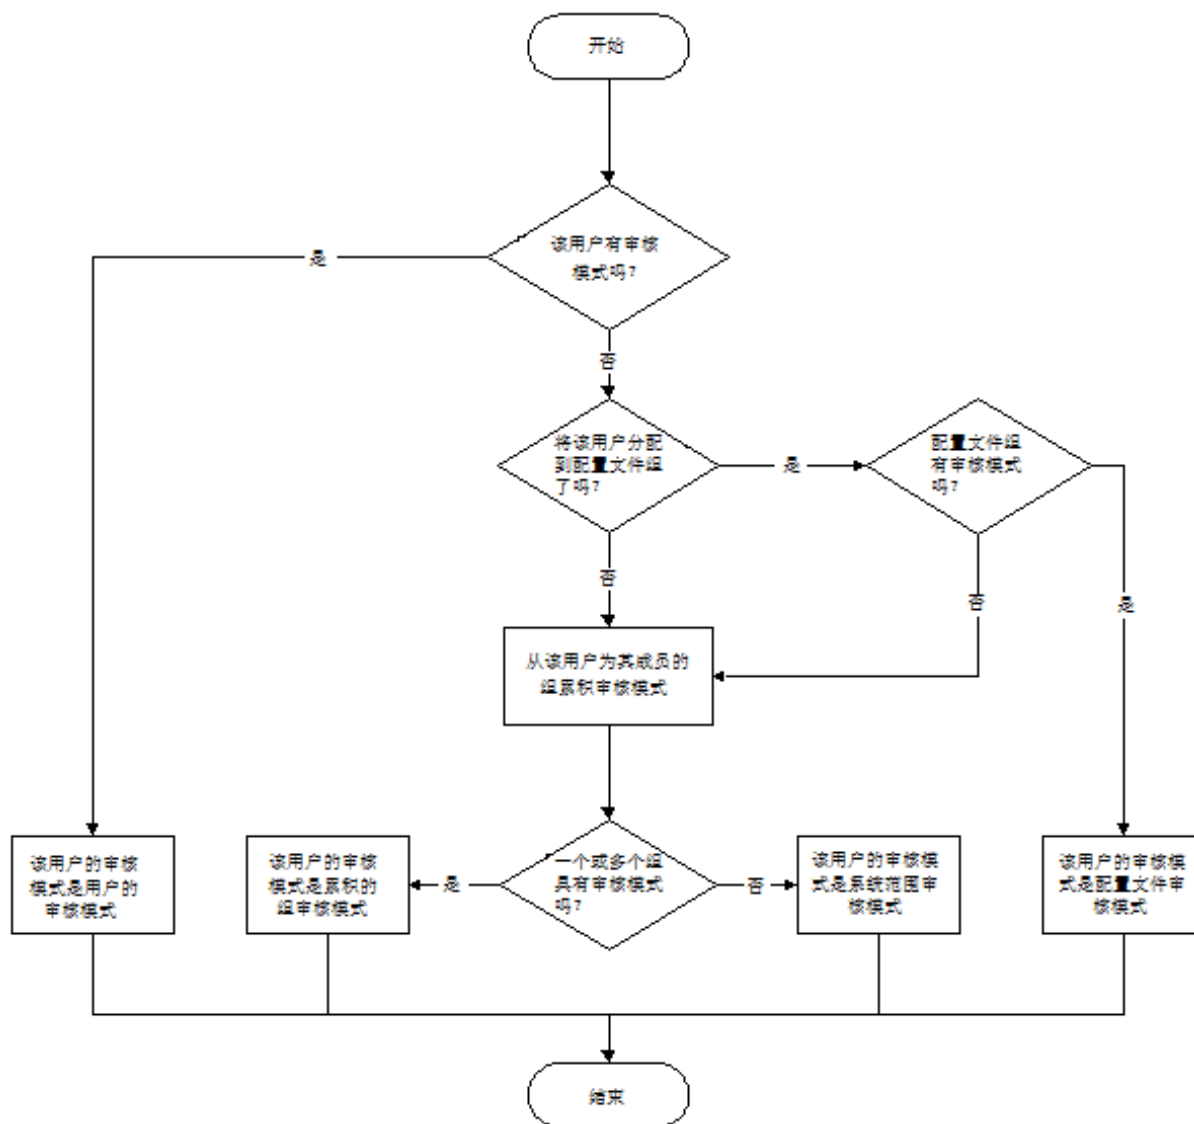 开始
该用户有审核
模式吗?
是
否
将该用户分配
到配置文件组
了吗?
是
配置文件组
有审核模式
吗?
否
否
是
从该用户为其成员的
组累积审核模式
该用户的审核
模式是用户的
审核模式
该用户的审核
模式是累积的
组审核模式
是
一个或多个组
具有审核模式
吗?
否
该用户的审核模
式是系统范围审
核模式
该用户的审核模
式是配置文件审
核模式
结束